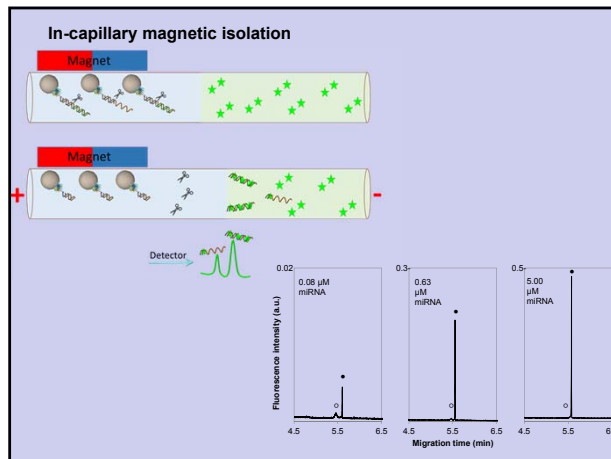 In-capillary magnetic isolation
Magnet
Magnet
+
-
Detector
0.02
0.08 µM
miRNA
0.3
0.63
µM
miRNA
0.5
5.00
µM
miRNA
Fluorescence intensity (a.u.)
4.5 5.5 6.5
4.5 5.5 6.5
4.5 5.5 6.5
Migration time (min)